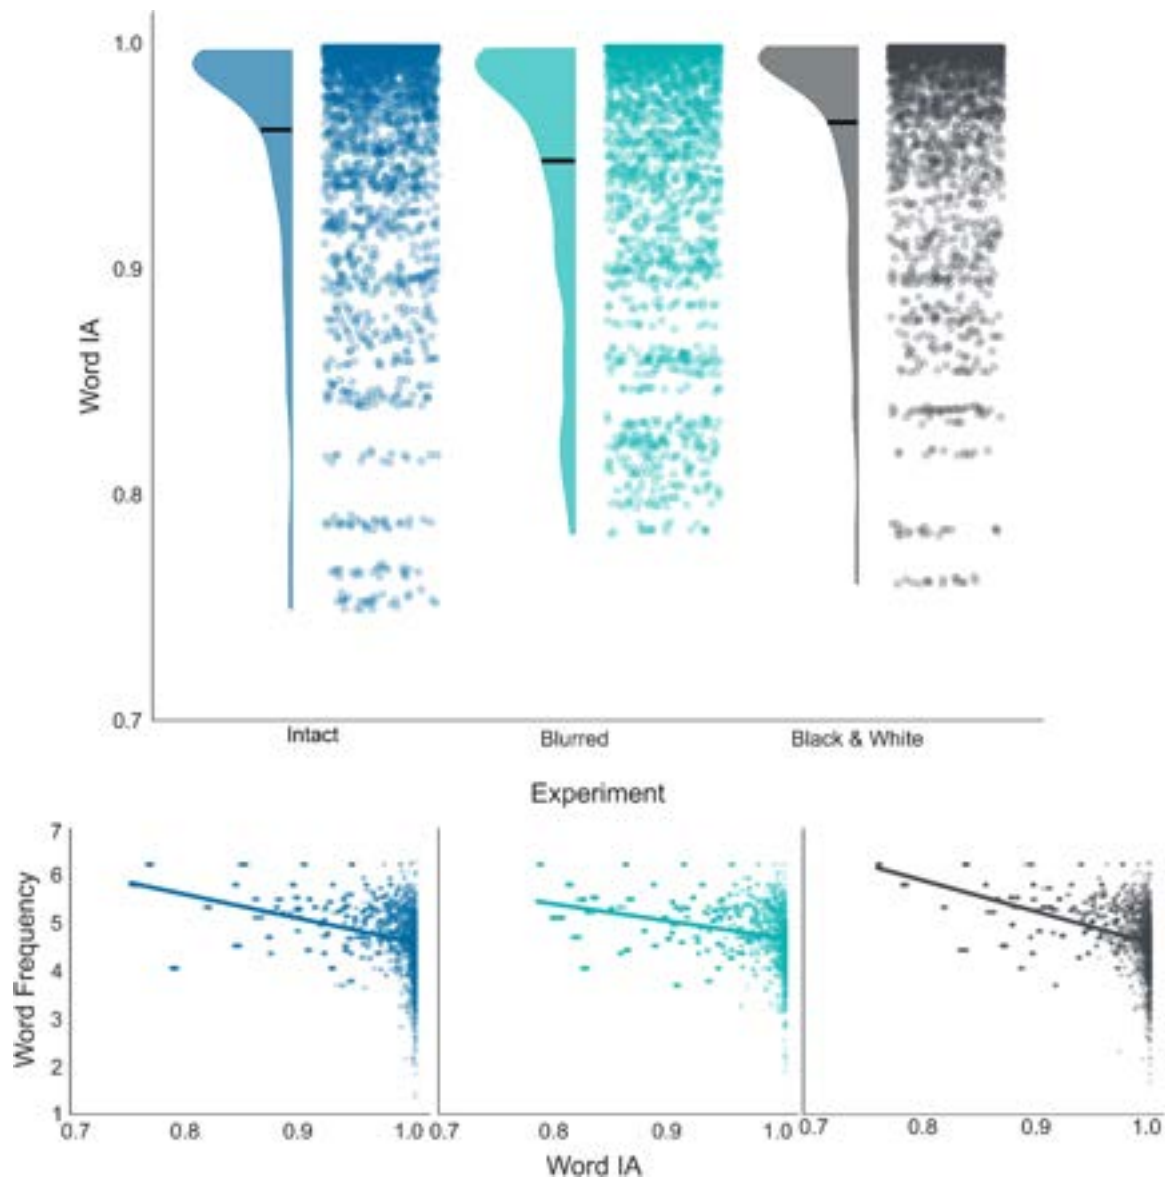 1.0
0.9
0.8
0.7
Word IA
Intact Blurred Black & White
Experiment
7
6
5
4
3
2
1
Word Frequency
0.7 0.8 0.9 1.0 0.7 0.8 0.9 1.0 0.7 0.8 0.9 1.0
Word IA